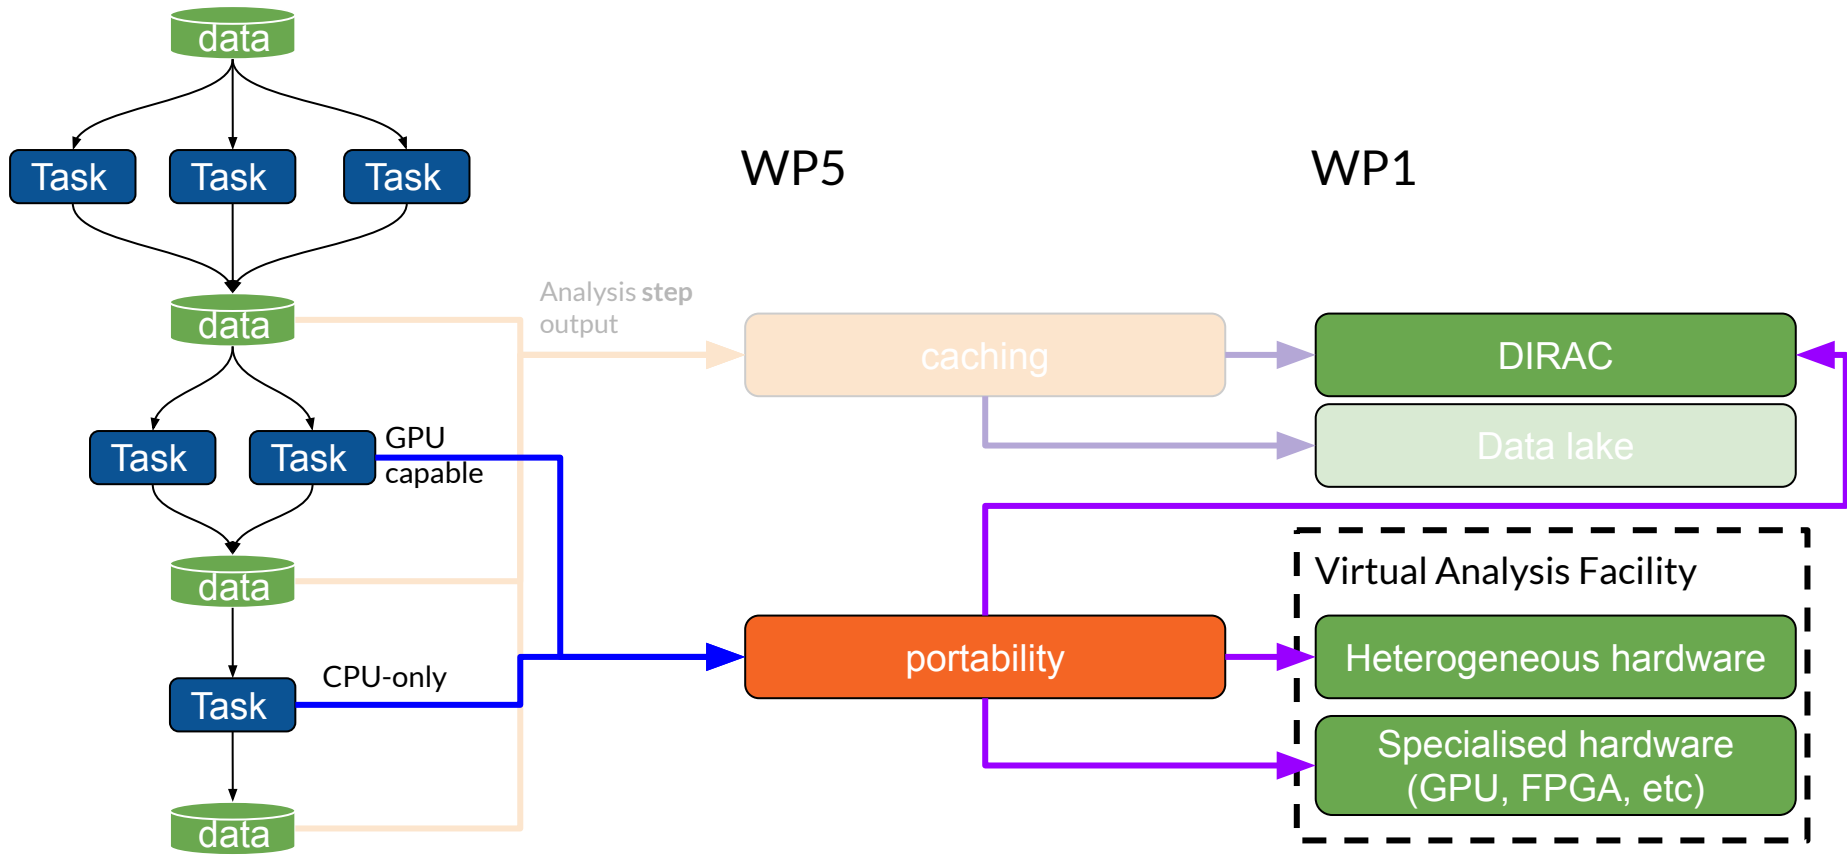 data
Task
Task
Task
WP5
WP1
data
Analysis step
output
caching
DIRAC
Data lake
Task
Task
GPU
capable
data
Virtual Analysis Facility
portability
Heterogeneous hardware
CPU-only
Task
Specialised hardware
(GPU, FPGA, etc)
data